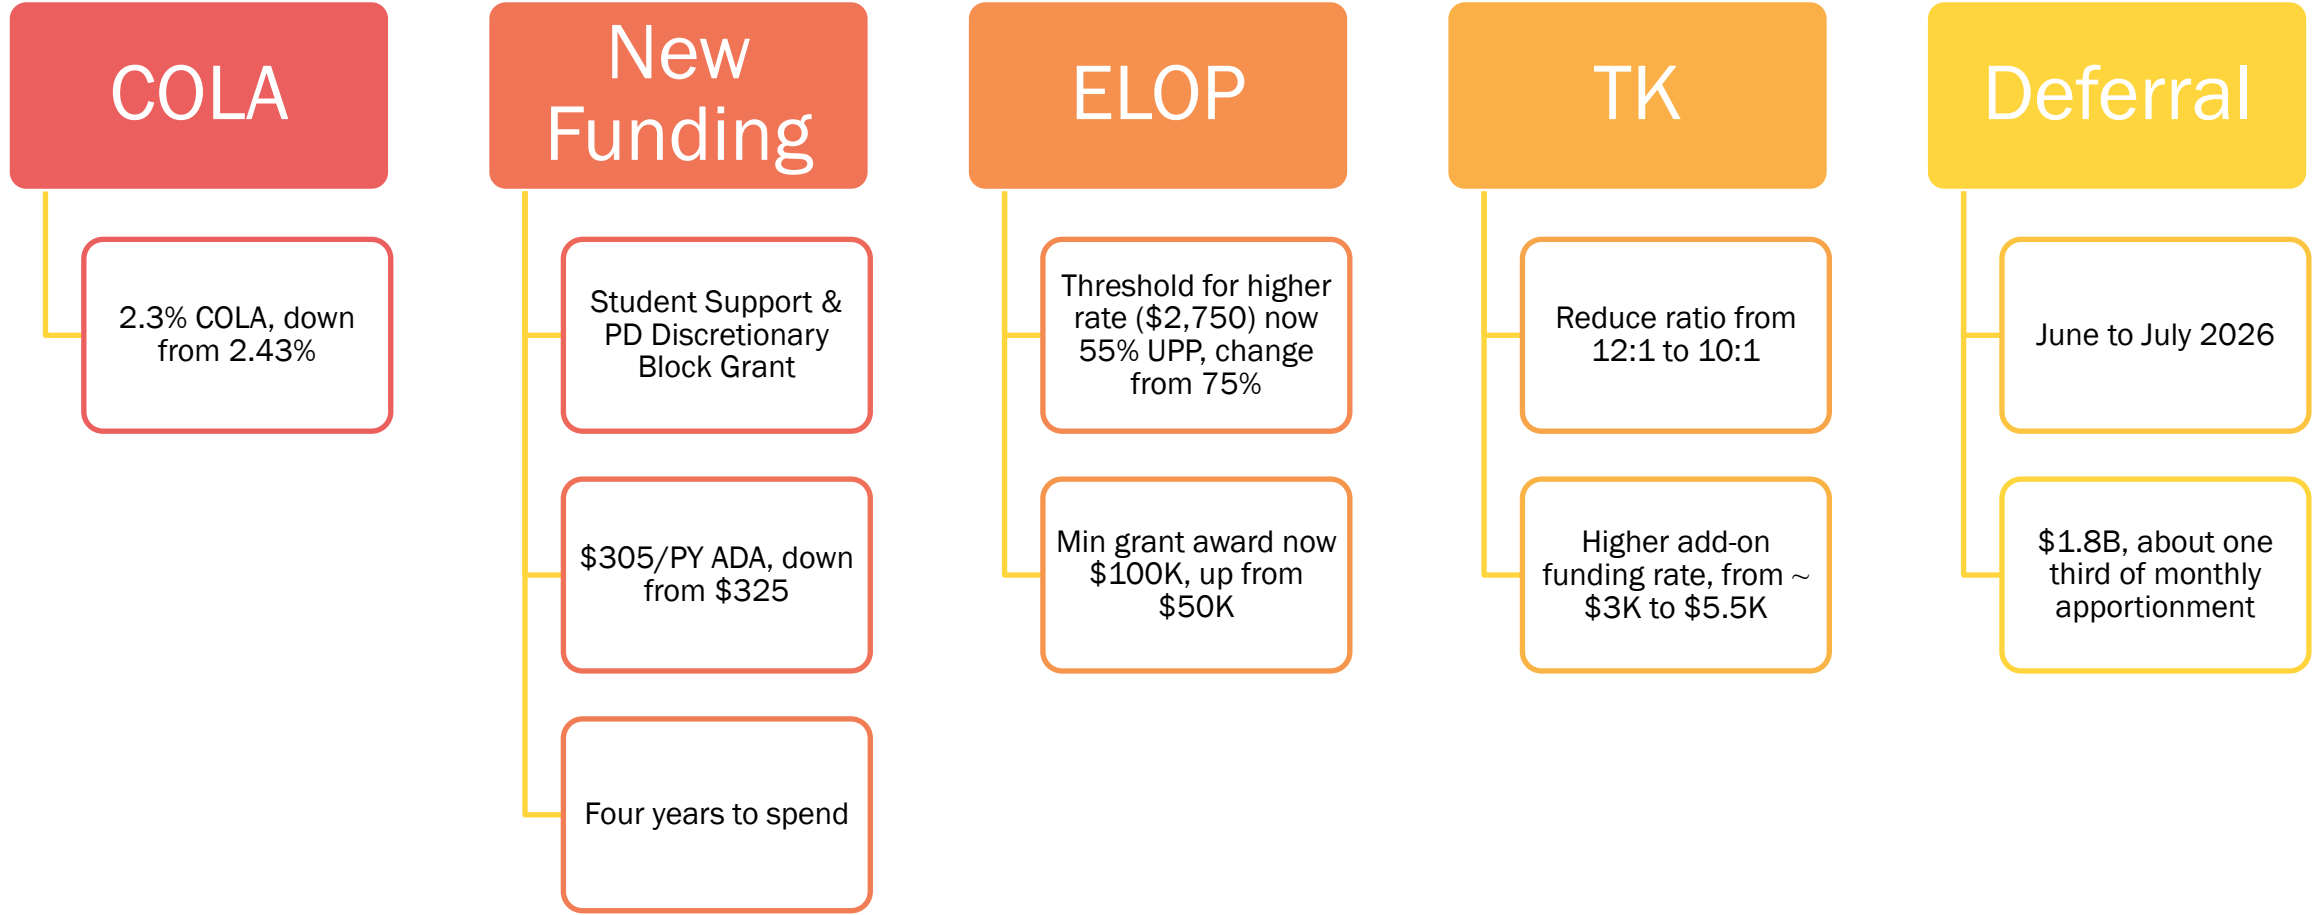 COLA
2.3% COLA, down
from 2.43%
New
Funding
Student Support &
PD Discretionary
Block Grant
$305/PY ADA, down
from $325
Four years to spend
ELOP
Threshold for higher
rate ($2,750) now
55% UPP, change
from 75%
Min grant award now
$100K, up from
$50K
TK
Reduce ratio from
12:1 to 10:1
Higher add-on
funding rate, from ~
$3K to $5.5K
Deferral
June to July 2026
$1.8B, about one
third of monthly
apportionment